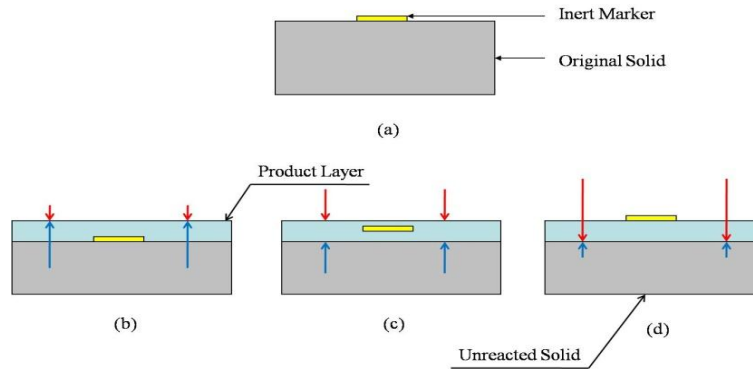 Inert Marker
Original Solid
(a)
Product Layer
(b)
(c)
(d)
Unreacted Solid